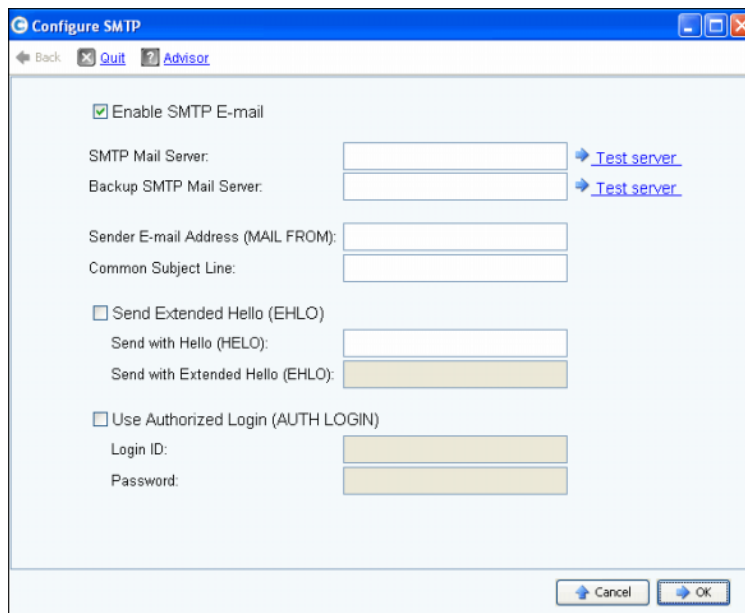 Configure SMTP
Back Quit Advisor
Enable SMTP E-mail
SMTP Mail Server: Test server
Backup SMTP Mail Server: Test server
Sender E-mail Address (MAIL FROM):
Common Subject Line:
Send Extended Hello (EHLO)
Send with Hello (HELO):
Send with Extended Hello (EHLO):
Use Authorized Login (AUTH LOGIN)
Login ID:
Password:
Cancel OK